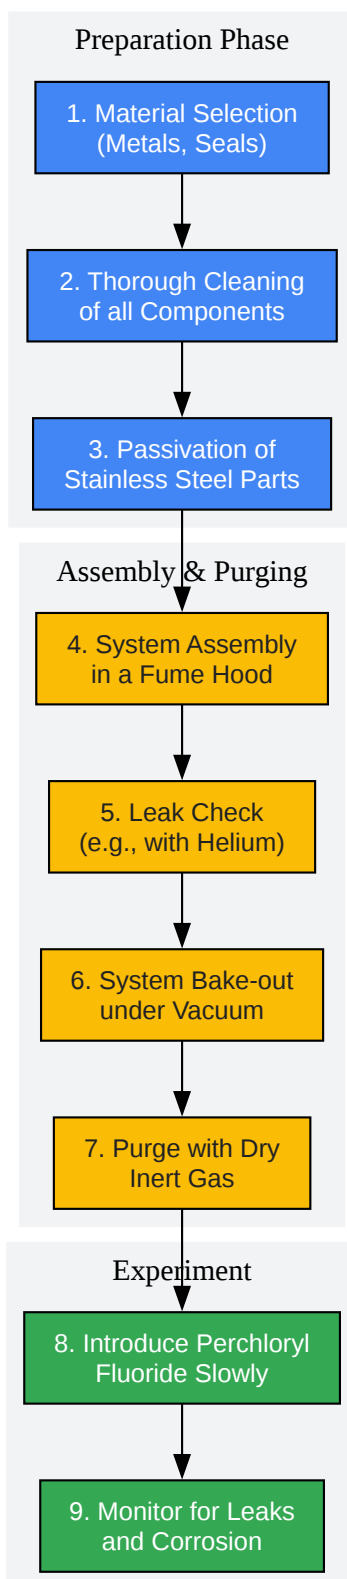 Preparation Phase
1. Material Selection
(Metals, Seals)
2. Thorough Cleaning
of all Components
3. Passivation of
Stainless Steel Parts
Assembly & Purging
4. System Assembly
in a Fume Hood
5. Leak Check
(e.g., with Helium)
6. System Bake-out
under Vacuum
7. Purge with Dry
Inert Gas
Experiment
8. Introduce Perchloryl
Fluoride Slowly
9. Monitor for Leaks
and Corrosion